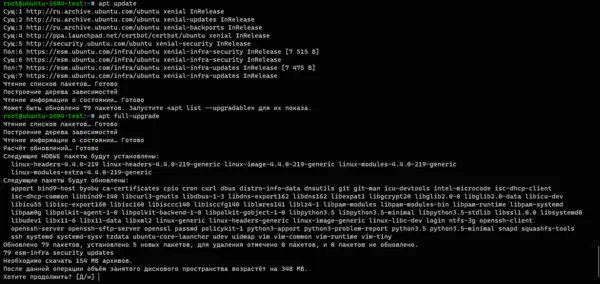 root@ubuntu-1604-test:~# apt update
Сущ:1 http://ru.archive.ubuntu.com/ubuntu xenial InRelease
Сущ:2 http://ru.archive.ubuntu.com/ubuntu xenial-updates InRelease
Сущ:3 http://ru.archive.ubuntu.com/ubuntu xenial-backports InRelease
Сущ:4 http://ppa.launchpad.net/certbot/certbot/ubuntu xenial InRelease
Сущ:5 http://security.ubuntu.com/ubuntu xenial-security InRelease
Пол:6 https://esm.ubuntu.com/infra/ubuntu xenial-infra-security InRelease [7 515 B]
Сущ:6 https://esm.ubuntu.com/infra/ubuntu xenial-infra-security InRelease
Пол:7 https://esm.ubuntu.com/infra/ubuntu xenial-infra-updates InRelease [7 475 B]
Сущ:7 https://esm.ubuntu.com/infra/ubuntu xenial-infra-updates InRelease
Чтение списков пакетов… Готово
Построение дерева зависимостей
Чтение информации о состоянии… Готово
Может быть обновлено 79 пакетов. Запустите «apt list --upgradable» для их показа.
root@ubuntu-1604-test:~# apt full-upgrade
Чтение списков пакетов… Готово
Построение дерева зависимостей
Чтение информации о состоянии… Готово
Расчёт обновлений… Готово
Следующие НОВЫЕ пакеты будут установлены:
linux-headers-4.4.0-219 linux-headers-4.4.0-219-generic linux-image-4.4.0-219-generic linux-modules-4.4.0-219-generic
linux-modules-extra-4.4.0-219-generic
Следующие пакеты будут обновлены:
apport bind9-host byobu ca-certificates cpio cron curl dbus distro-info-data dnsutils git git-man icu-devtools intel-microcode isc-dhcp-client
isc-dhcp-common libbind9-140 libcurl3-gnutls libdbus-1-3 libdns-export162 libdns162 libexpat1 libgcrypt20 libglib2.0-0 libglib2.0-data libicu-dev
libicu55 libisc-export160 libisc160 libisccc140 libisccfg140 liblwres141 liblz4-1 libpam-modules libpam-modules-bin libpam-runtime libpam-systemd
libpam0g libpolkit-agent-1-0 libpolkit-backend-1-0 libpolkit-gobject-1-0 libpython3.5 libpython3.5-minimal libpython3.5-stdlib libssl1.0.0 libsystemd0
libudev1 libx11-6 libx11-data libxml2 linux-generic linux-headers-generic linux-image-generic linux-libc-dev login ntfs-3g openssh-client
openssh-server openssh-sftp-server openssl passwd policykit-1 python3-apport python3-problem-report python3.5 python3.5-minimal snapd squashfs-tools
ssh systemd systemd-sysv tzdata ubuntu-core-launcher udev uidmap vim vim-common vim-runtime vim-tiny
Обновлено 79 пакетов, установлено 5 новых пакетов, для удаления отмечено 0 пакетов, и 0 пакетов не обновлено.
79 esm-infra security updates
Необходимо скачать 154 MB архивов.
После данной операции объём занятого дискового пространства возрастёт на 348 MB.
Хотите продолжить? [Д/н]